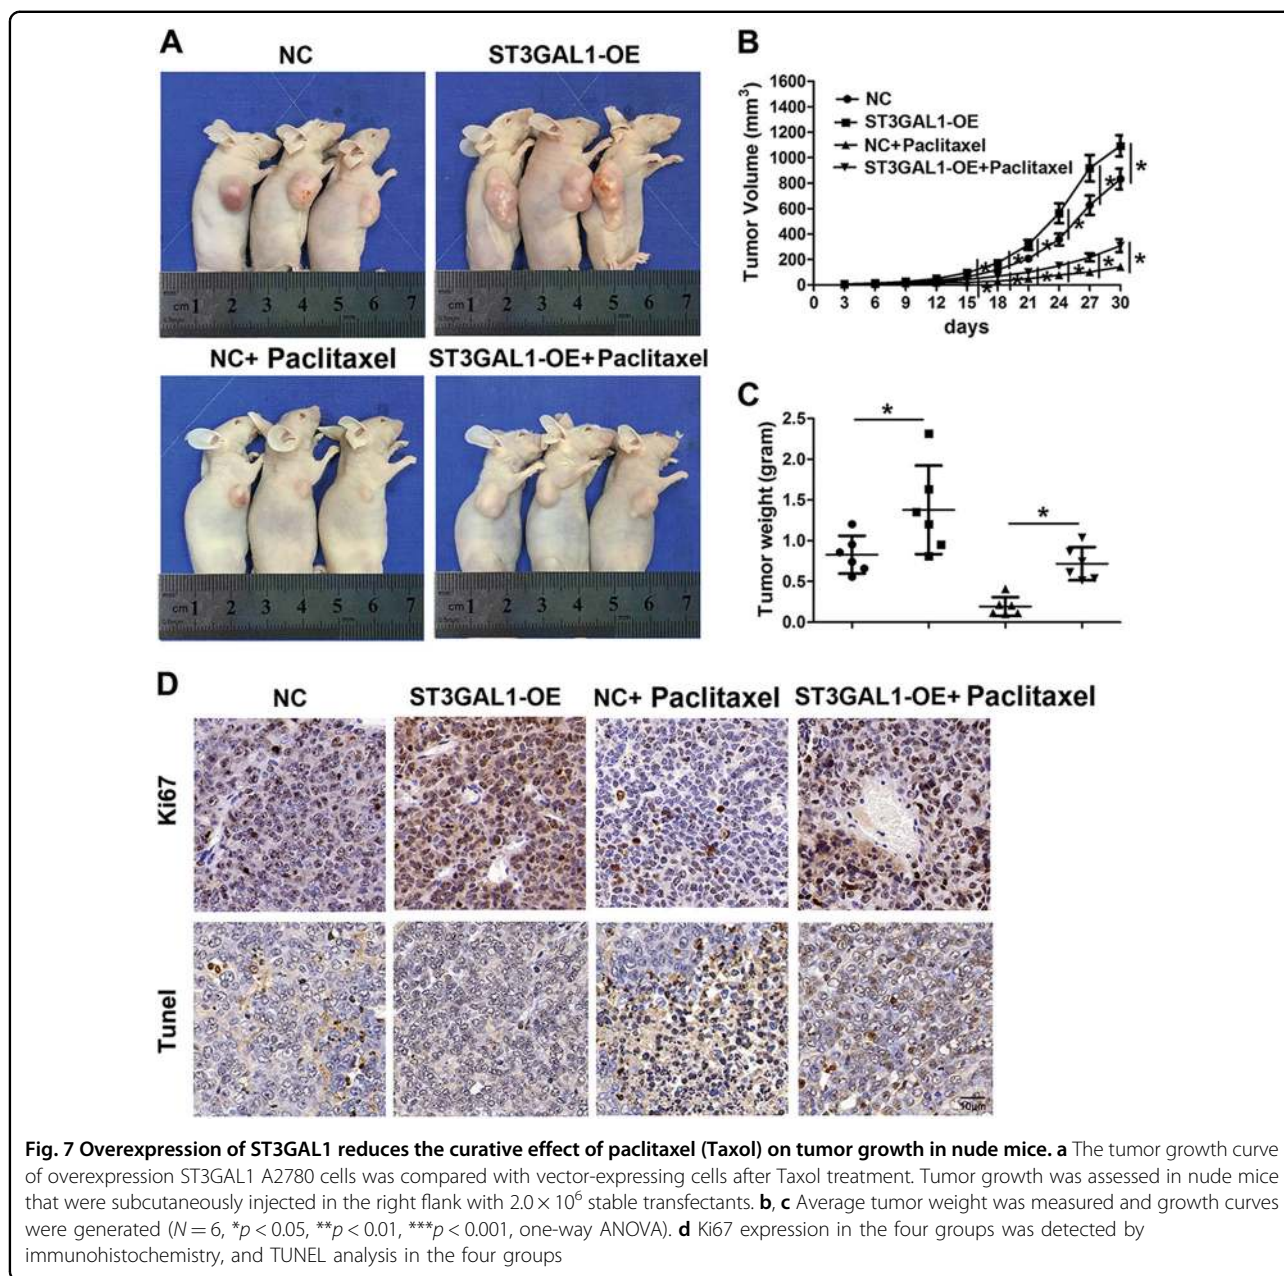 A
NC
ST3GAL1-OE
cm 1 2 3 4 5 6 7
cm 1 2 3 4 5 6 7
NC+ Paclitaxel
ST3GAL1-OE+Paclitaxel
cm 1 2 3 4 5 6 7
cm 1 2 3 4 5 6 7
B
Tumor Volume (mm³)
1600
1400
1200
1000
800
600
400
200
0
NC
ST3GAL1-OE
NC+Paclitaxel
ST3GAL1-OE+Paclitaxel
* * * * * *
* * * * *
0 3 6 9 12 15 18 21 24 27 30
days
C
Tumor weight (gram)
2.5
2.0
1.5
1.0
0.5
0.0
*
*
D
NC
ST3GAL1-OE
NC+ Paclitaxel
ST3GAL1-OE+ Paclitaxel
Ki67
Tunel
10μm
Fig. 7 Overexpression of ST3GAL1 reduces the curative effect of paclitaxel (Taxol) on tumor growth in nude mice. a The tumor growth curve
of overexpression ST3GAL1 A2780 cells was compared with vector-expressing cells after Taxol treatment. Tumor growth was assessed in nude mice
that were subcutaneously injected in the right flank with 2.0 × 10⁶ stable transfectants. b, c Average tumor weight was measured and growth curves
were generated (N = 6, *p < 0.05, **p < 0.01, ***p < 0.001, one-way ANOVA). d Ki67 expression in the four groups was detected by
immunohistochemistry, and TUNEL analysis in the four groups